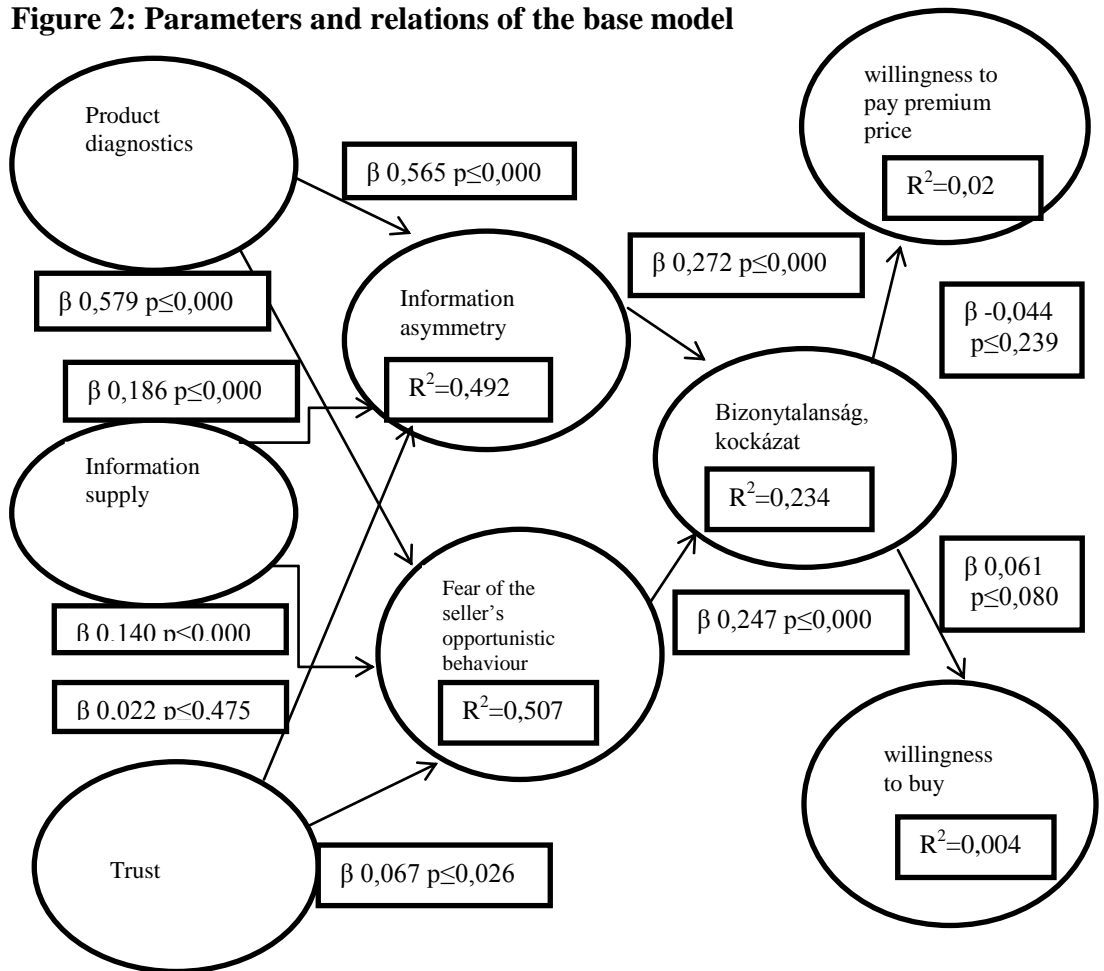 Figure 2: Parameters and relations of the base model
willingness to
pay premium
price
R²=0,02
Product
diagnostics
β 0,565 p≤0,000
β 0,272 p≤0,000
β 0,579 p≤0,000
Information
asymmetry
R²=0,492
β -0,044
p≤0,239
β 0,186 p≤0,000
Bizonytalanság,
kockázat
R²=0,234
Information
supply
β 0,061
p≤0,080
Fear of the
seller’s
opportunistic
behaviour
R²=0,507
β 0,247 p≤0,000
β 0,140 p≤0,000
β 0,022 p≤0,475
willingness
to buy
R²=0,004
Trust
β 0,067 p≤0,026